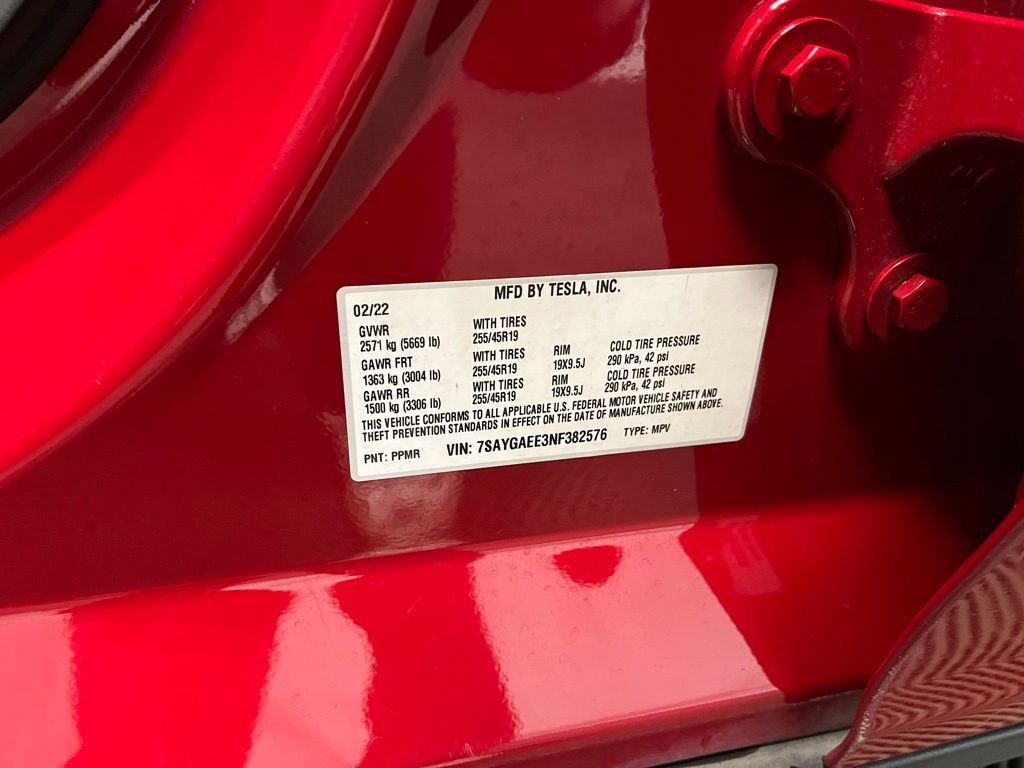 MFD BY TESLA, INC.
02/22
GVWR WITH TIRES
2571 kg (5669 lb) 255/45R19
GAWR FRT WITH TIRES RIM COLD TIRE PRESSURE
1363 kg (3004 lb) 255/45R19 19X9.5J 290 kPa, 42 psi
GAWR RR WITH TIRES RIM COLD TIRE PRESSURE
1500 kg (3306 lb) 255/45R19 19X9.5J 290 kPa, 42 psi
THIS VEHICLE CONFORMS TO ALL APPLICABLE U.S. FEDERAL MOTOR VEHICLE SAFETY AND
THEFT PREVENTION STANDARDS IN EFFECT ON THE DATE OF MANUFACTURE SHOWN ABOVE.
PNT: PPMR VIN: 7SAYGAEE3NF382576 TYPE: MPV